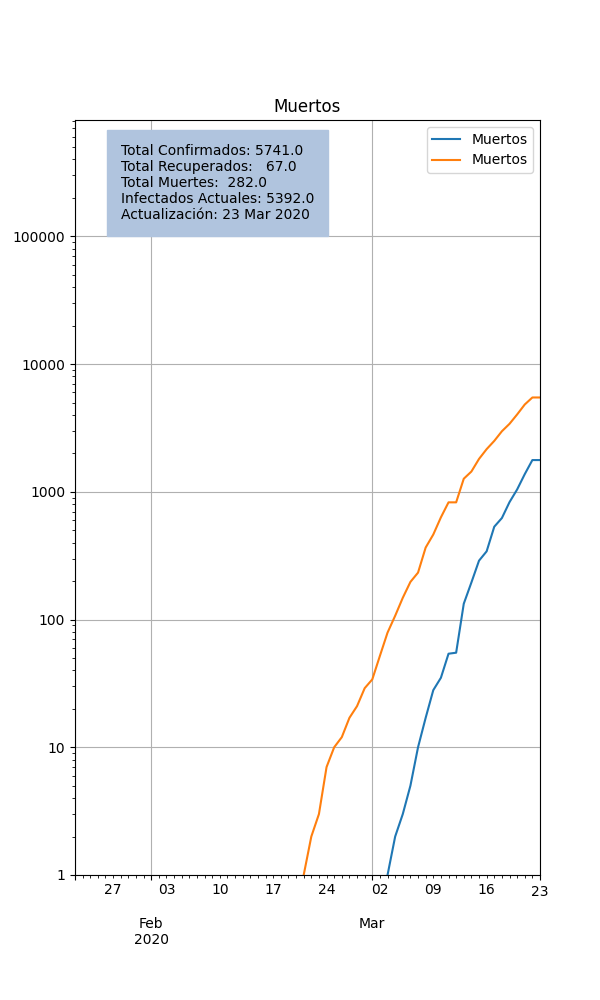 Muertos
Total Confirmados: 5741.0
Total Recuperados: 67.0
Total Muertes: 282.0
Infectados Actuales: 5392.0
Actualización: 23 Mar 2020
Muertos
Muertos
100000
10000
1000
100
10
1
27 03 10 17 24 02 09 16 23
Feb Mar
2020